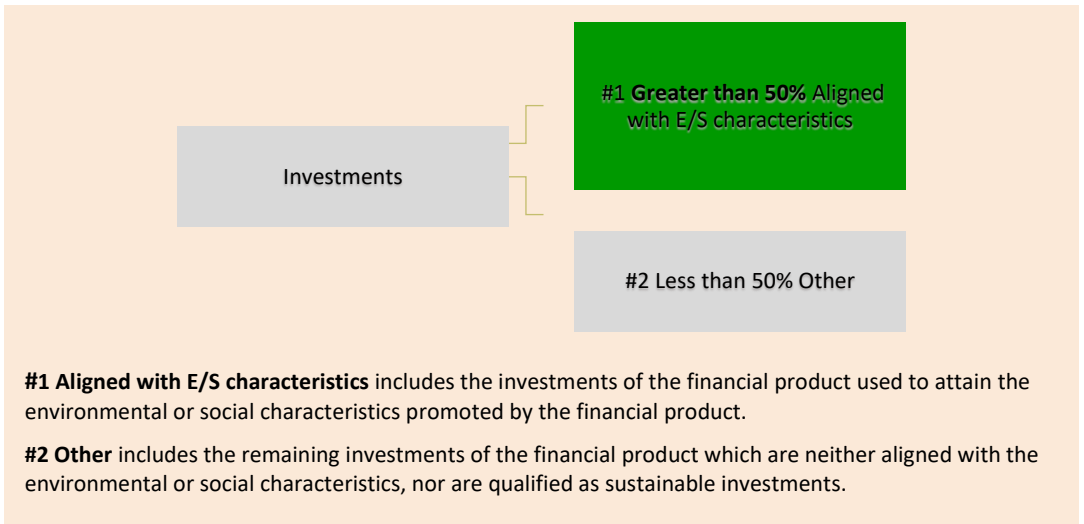 #1 Greater than 50% Aligned
with E/S characteristics
Investments
#2 Less than 50% Other
#1 Aligned with E/S characteristics includes the investments of the financial product used to attain the
environmental or social characteristics promoted by the financial product.
#2 Other includes the remaining investments of the financial product which are neither aligned with the
environmental or social characteristics, nor are qualified as sustainable investments.